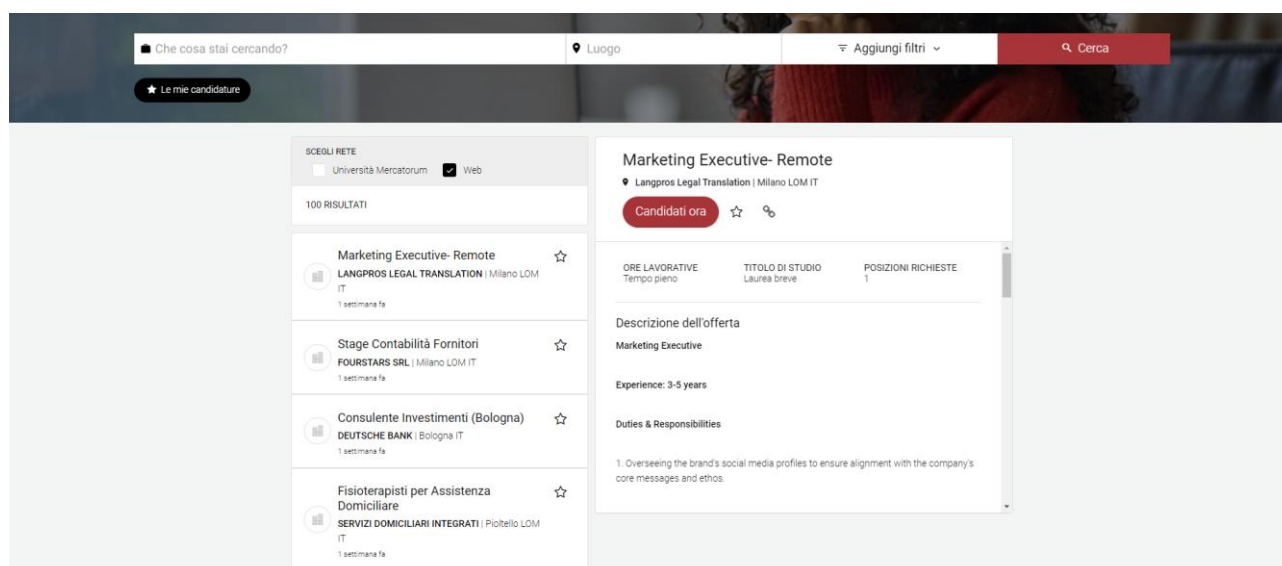 Che cosa stai cercando?
Luogo
Aggiungi filtri
Cerca
Le mie candidature
SCEGLI RETE
Università Mercatorum
Web
100 RISULTATI
Marketing Executive- Remote
LANGPROS LEGAL TRANSLATION | Milano LOM
IT
1 settimana fa
Stage Contabilità Fornitori
FOURSTARS SRL | Milano LOM IT
1 settimana fa
Consulente Investimenti (Bologna)
DEUTSCHE BANK | Bologna IT
1 settimana fa
Fisioterapisti per Assistenza
Domiciliare
SERVIZI DOMICILIARI INTEGRATI | Pioltello LOM
IT
1 settimana fa
Marketing Executive- Remote
Langpros Legal Translation | Milano LOM IT
Candidati ora
ORE LAVORATIVE TITOLO DI STUDIO POSIZIONI RICHIESTE
Tempo pieno Laurea breve 1
Descrizione dell'offerta
Marketing Executive
Experience: 3-5 years
Duties & Responsibilities
1. Overseeing the brand's social media profiles to ensure alignment with the company's
core messages and ethos.